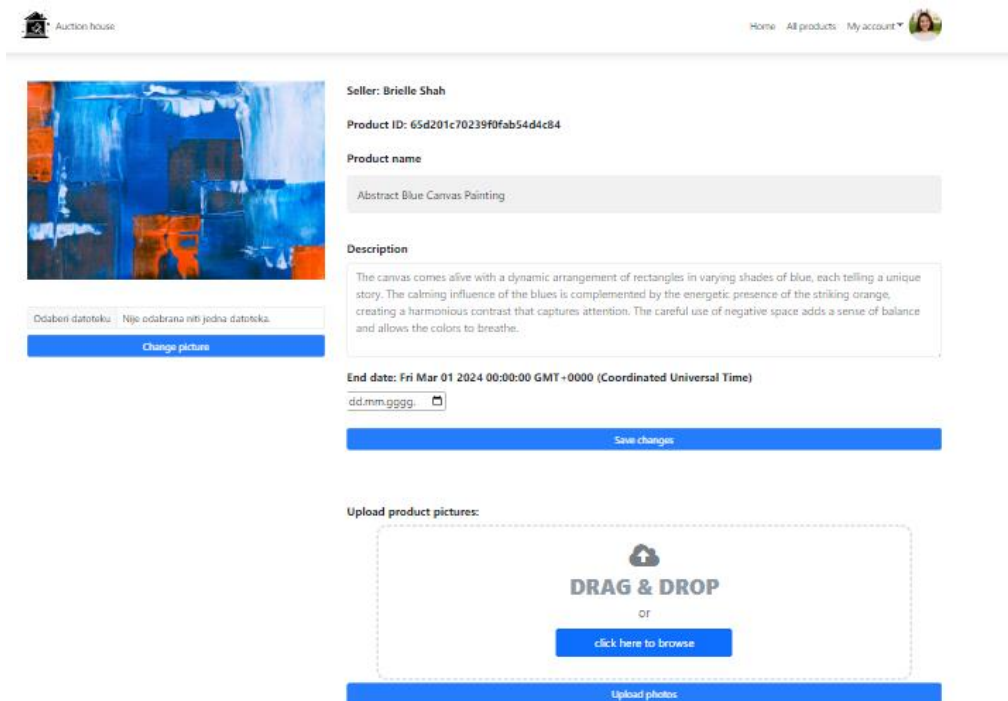 Auction house
Home All products My account
Seller: Brielle Shah
Product ID: 65d201c70239f0fab54d4c84
Product name
Abstract Blue Canvas Painting
Description
The canvas comes alive with a dynamic arrangement of rectangles in varying shades of blue, each telling a unique
story. The calming influence of the blues is complemented by the energetic presence of the striking orange,
creating a harmonious contrast that captures attention. The careful use of negative space adds a sense of balance
and allows the colors to breathe.
Odaberi datoteku Nije odabrana niti jedna datoteka.
Change picture
End date: Fri Mar 01 2024 00:00:00 GMT+0000 (Coordinated Universal Time)
dd.mm.gggg.
Save changes
Upload product pictures:
DRAG & DROP
or
click here to browse
Upload photos